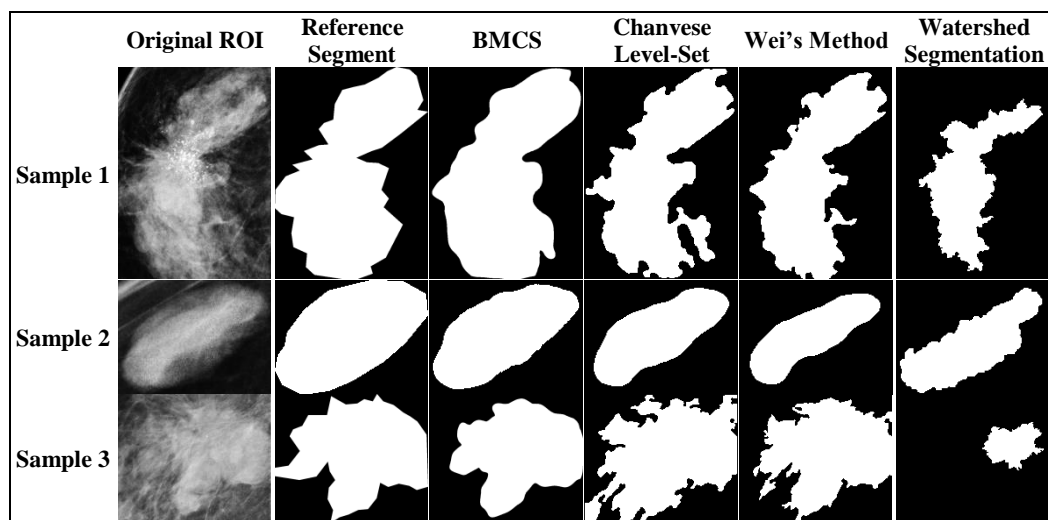 Original ROI
Reference
Segment
BMCS
Chanvese
Level-Set
Wei's Method
Watershed
Segmentation
Sample 1
Sample 2
Sample 3